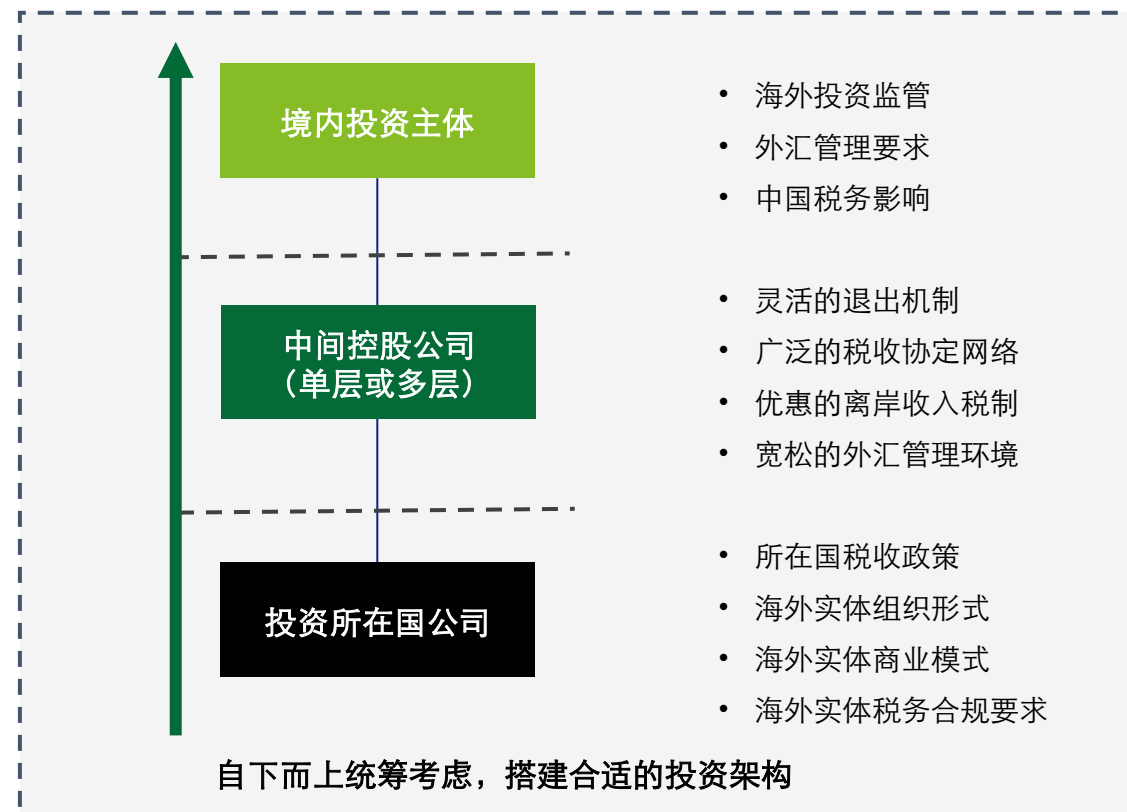 境内投资主体
• 海外投资监管
• 外汇管理要求
• 中国税务影响
中间控股公司
（单层或多层）
• 灵活的退出机制
• 广泛的税收协定网络
• 优惠的离岸收入税制
• 宽松的外汇管理环境
投资所在国公司
• 所在国税收政策
• 海外实体组织形式
• 海外实体商业模式
• 海外实体税务合规要求
自下而上统筹考虑，搭建合适的投资架构